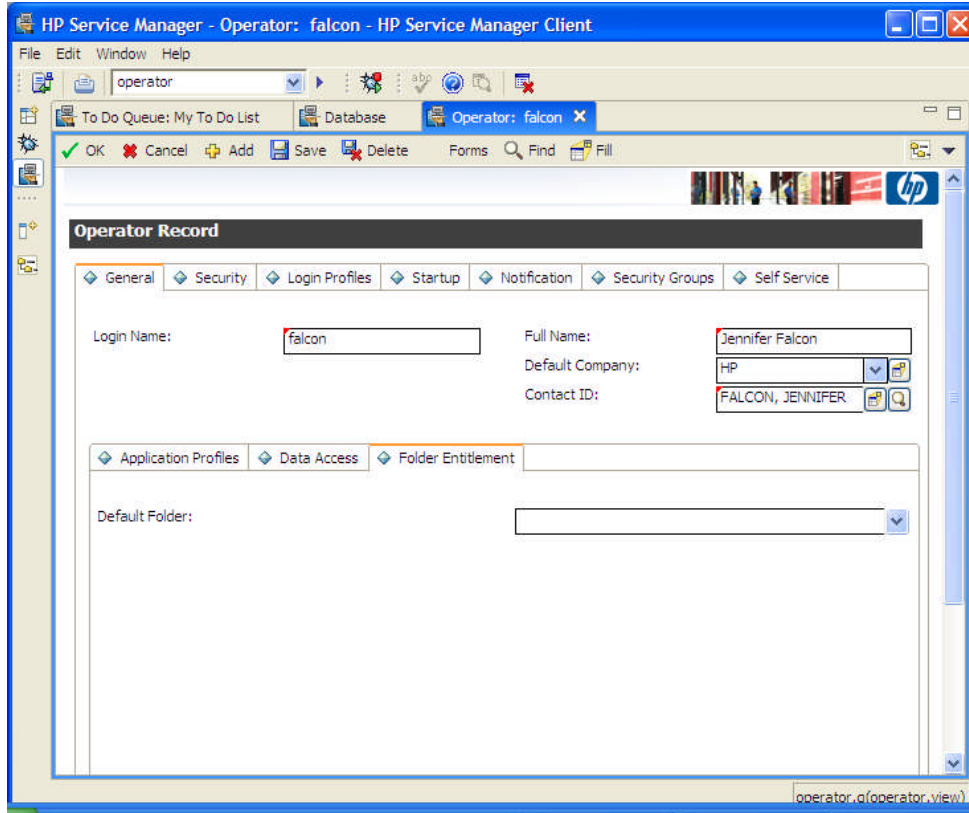 HP Service Manager - Operator: falcon - HP Service Manager Client
File Edit Window Help
operator
abc
To Do Queue: My To Do List Database Operator: falcon
OK Cancel Add Save Delete Forms Find Fill
hp
Operator Record
General Security Login Profiles Startup Notification Security Groups Self Service
Login Name: falcon Full Name: Jennifer Falcon
Default Company: HP
Contact ID: FALCON, JENNIFER
Application Profiles Data Access Folder Entitlement
Default Folder:
operator.g(operator.view)